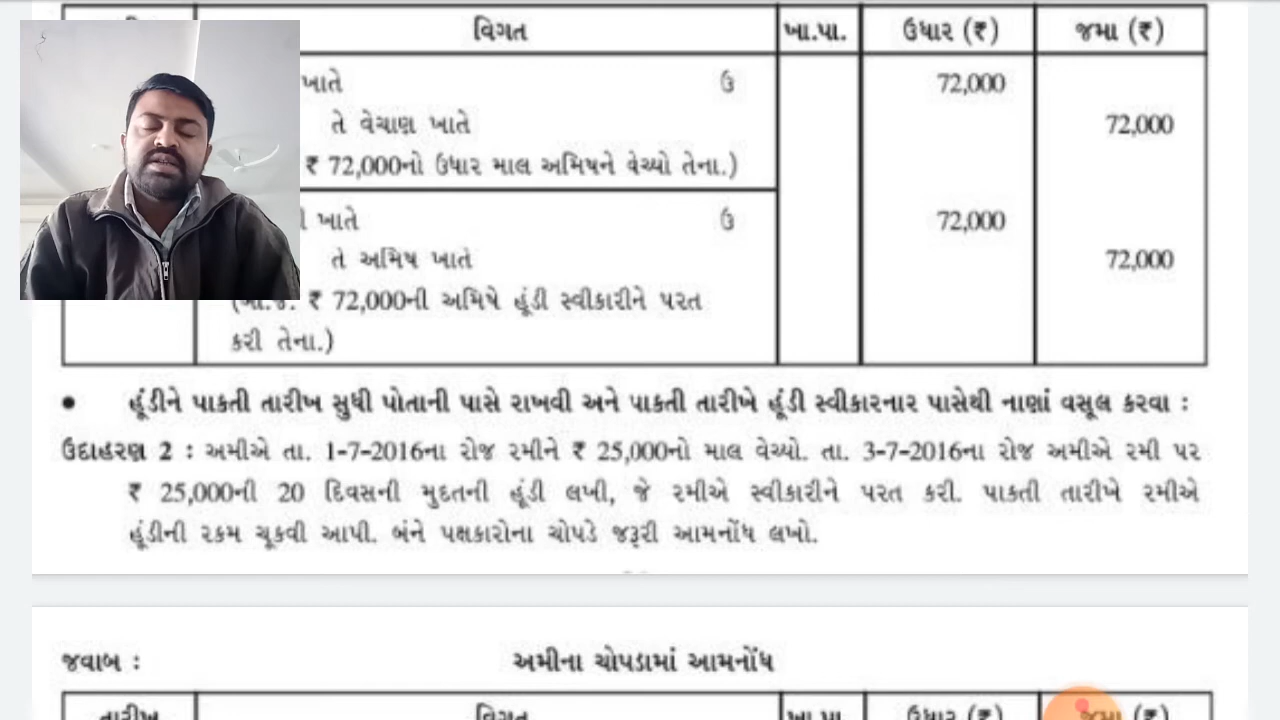 વિગત ખા.પા. ઉધાર (₹) જમા (₹)
ખાતે ઉ 72,000
તે વેચાણ ખાતે 72,000
₹ 72,000નો ઉધાર માલ અમિષને વેચ્યો તેના.)
ખાતે ઉ 72,000
તે અમિષ ખાતે 72,000
₹ 72,000ની અમિષે હૂંડી સ્વીકારીને પરત
કરી તેના.)
• હૂંડીને પાકતી તારીખ સુધી પોતાની પાસે રાખવી અને પાકતી તારીખે હૂંડી સ્વીકારનાર પાસેથી નાણાં વસૂલ કરવા :
ઉદાહરણ 2 : અમીએ તા. 1-7-2016ના રોજ રમીને ₹ 25,000નો માલ વેચ્યો. તા. 3-7-2016ના રોજ અમીએ રમી પર
₹ 25,000ની 20 દિવસની મુદતની હૂંડી લખી, જે રમીએ સ્વીકારીને પરત કરી. પાકતી તારીખે રમીએ
હૂંડીની રકમ ચૂકવી આપી. બંને પક્ષકારોના ચોપડે જરૂરી આમનોંધ લખો.
જવાબ : અમીના ચોપડામાં આમનોંધ
તારીખ વિગત ખા.પા. ઉધાર (₹) જમા (₹)